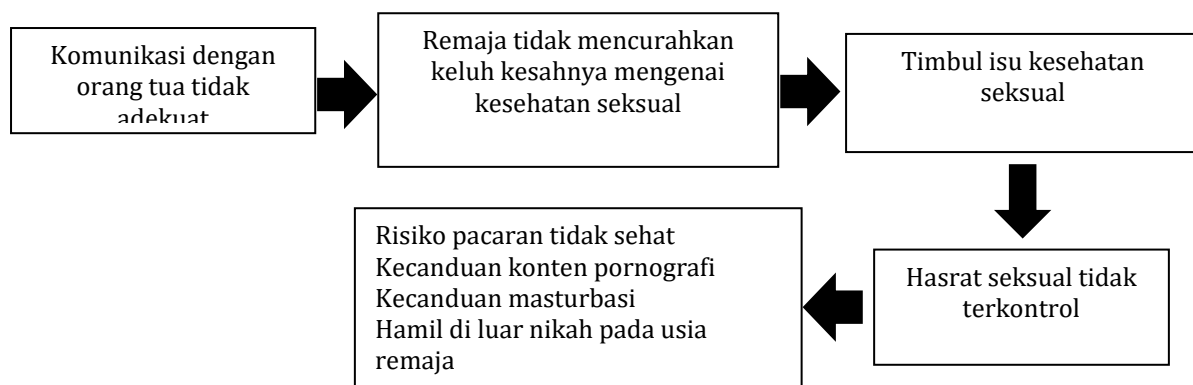 Komunikasi dengan
orang tua tidak
adekuat
Remaja tidak mencurahkan
keluh kesahnya mengenai
kesehatan seksual
Timbul isu kesehatan
seksual
Hasrat seksual tidak
terkontrol
Risiko pacaran tidak sehat
Kecanduan konten pornografi
Kecanduan masturbasi
Hamil di luar nikah pada usia
remaja